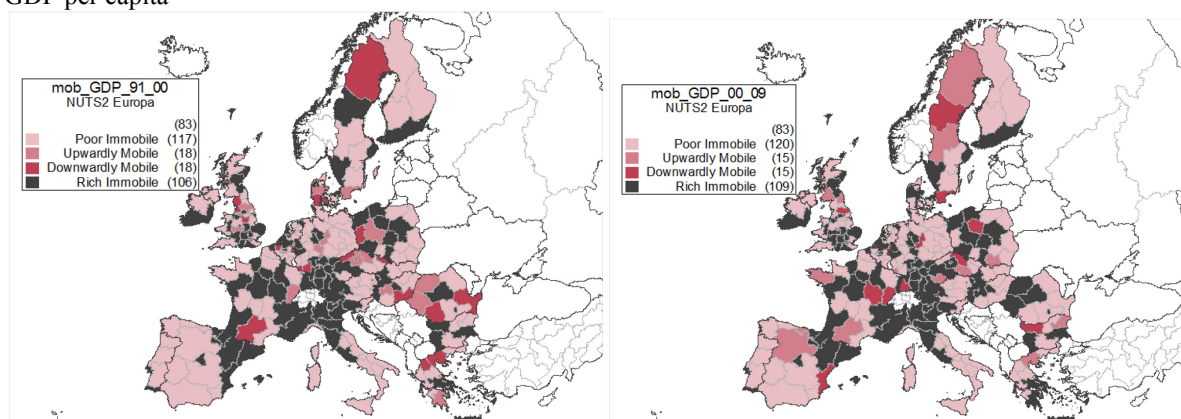 GDP per capita
mob_GDP_91_00
NUTS2 Europa
(83)
Poor Immobile (117)
Upwardly Mobile (18)
Downwardly Mobile (18)
Rich Immobile (106)
mob_GDP_00_09
NUTS2 Europa
(83)
Poor Immobile (120)
Upwardly Mobile (15)
Downwardly Mobile (15)
Rich Immobile (109)